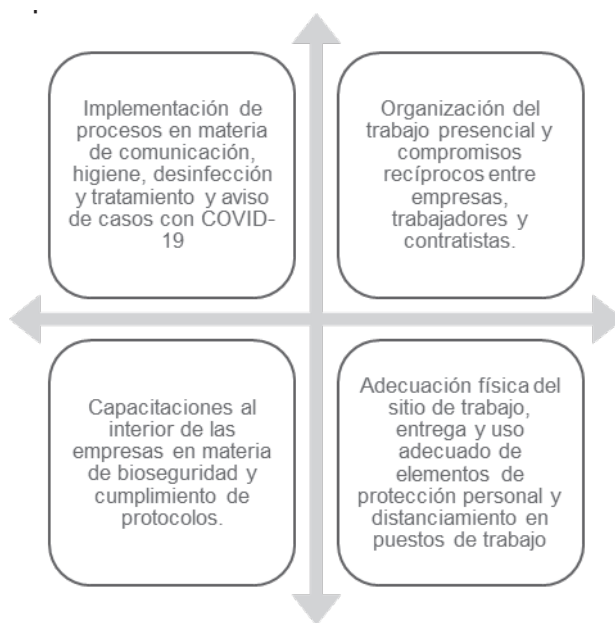 .
Implementación de
procesos en materia
de comunicación,
higiene, desinfección
y tratamiento y aviso
de casos con COVID-
19
Organización del
trabajo presencial y
compromisos
recíprocos entre
empresas,
trabajadores y
contratistas.
Capacitaciones al
interior de las
empresas en materia
de bioseguridad y
cumplimiento de
protocolos.
Adecuación física del
sitio de trabajo,
entrega y uso
adecuado de
elementos de
protección personal y
distanciamiento en
puestos de trabajo